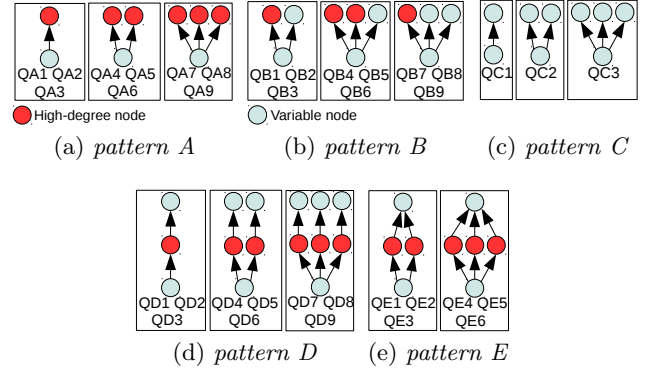 QA1 QA2
QA3
QA4 QA5
QA6
QA7 QA8
QA9
High-degree node
(a) pattern A
QB1 QB2
QB3
QB4 QB5
QB6
QB7 QB8
QB9
Variable node
(b) pattern B
QC1
QC2
QC3
(c) pattern C
QD1 QD2
QD3
QD4 QD5
QD6
QD7 QD8
QD9
(d) pattern D
QE1 QE2
QE3
QE4 QE5
QE6
(e) pattern E